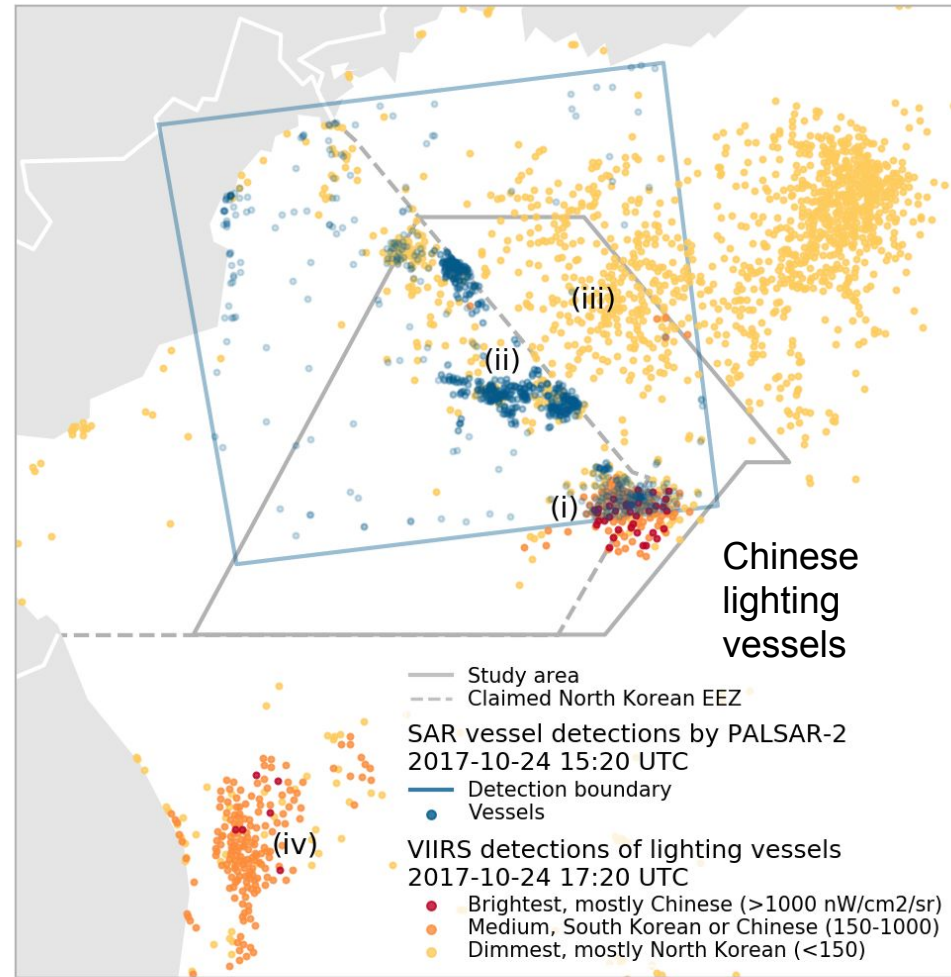 (iii)
(ii)
(i)
Chinese
lighting
vessels
Study area
Claimed North Korean EEZ
SAR vessel detections by PALSAR-2
2017-10-24 15:20 UTC
Detection boundary
Vessels
(iv)
VIIRS detections of lighting vessels
2017-10-24 17:20 UTC
Brightest, mostly Chinese (>1000 nW/cm2/sr)
Medium, South Korean or Chinese (150-1000)
Dimmest, mostly North Korean (<150)